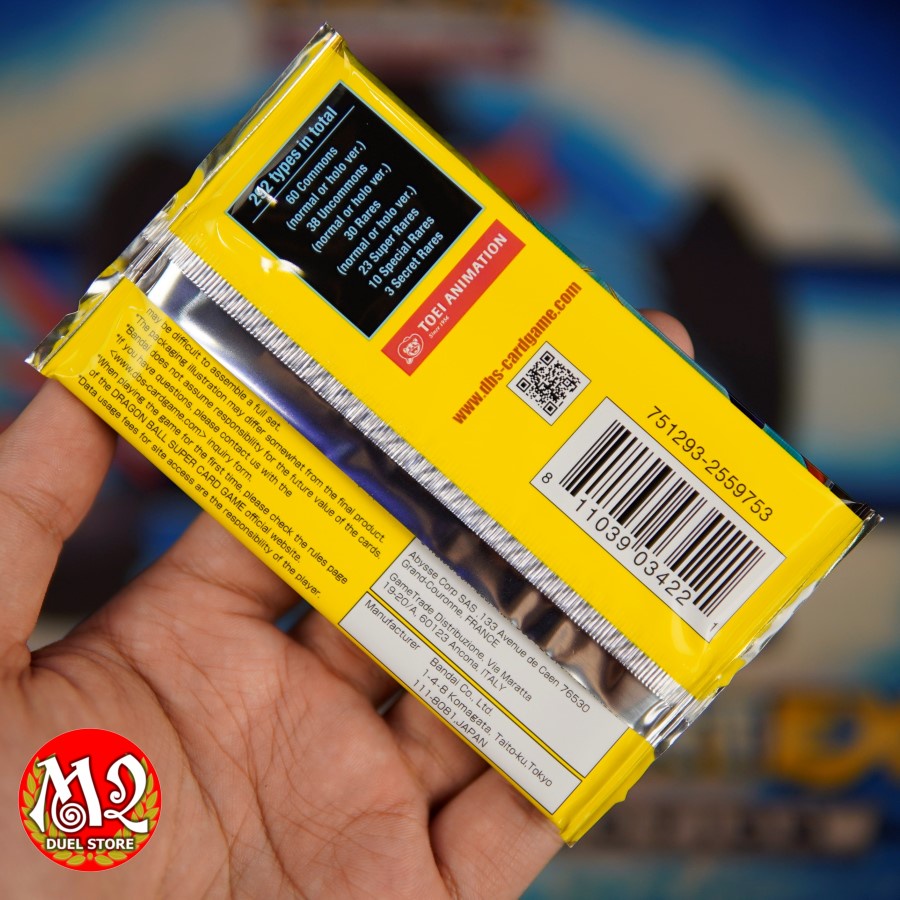 292 types in total
60 Commons
(normal or holo ver.)
38 Uncommons
(normal or holo ver.)
30 Rares
(normal or holo ver.)
23 Super Rares
10 Special Rares
3 Secret Rares
TOEI ANIMATION
Since 1956
www.dbs-cardgame.com
751293-2559753
8 11039 03422 1
may be difficult to assemble a full set.
*The packaging illustration may differ somewhat from the final product.
*Bandai does not assume responsibility for the future value of the cards.
*If you have questions, please contact us with the
<www.dbs-cardgame.com> inquiry form.
*When playing the game for the first time, please check the rules page
of the DRAGON BALL SUPER CARD GAME official website.
*Data usage fees for site access are the responsibility of the player.
Abysse Corp SAS ,133 Avenue de Caen 76530
Grand-Couronne, FRANCE
GameTrade Distribuzione, Via Maratta
19-20/A, 60123 Ancona, ITALY
Manufacturer
Bandai Co., Ltd.
1-4-8 Komagata, Taito-ku,Tokyo
111-8081,JAPAN
M2
DUEL STORE